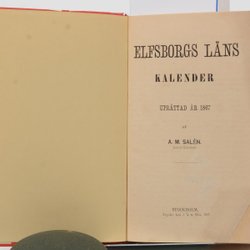 ELFSBORGS LÄNS
KALENDER
UPRÄTTAD ÅR 1867
AF
A. M. SALÉN.
STOCKHOLM,